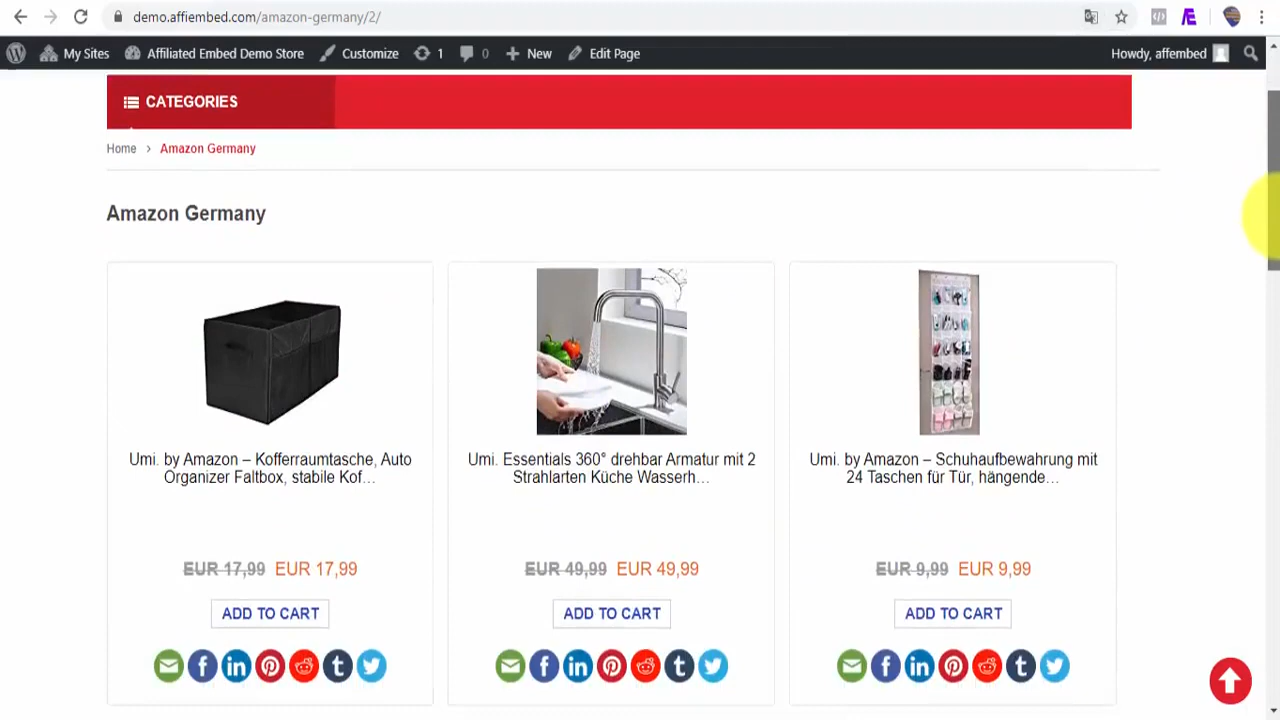 demo.affiembed.com/amazon-germany/2/
My Sites Affiliated Embed Demo Store Customize 1 0 New Edit Page Howdy, affembed
CATEGORIES
Home › Amazon Germany
Amazon Germany
Umi. by Amazon – Kofferraumtasche, Auto
Organizer Faltbox, stabile Kof...
EUR 17,99 EUR 17,99
ADD TO CART
Umi. Essentials 360° drehbar Armatur mit 2
Strahlarten Küche Wasserh...
EUR 49,99 EUR 49,99
ADD TO CART
Umi. by Amazon – Schuhaufbewahrung mit
24 Taschen für Tür, hängende...
EUR 9,99 EUR 9,99
ADD TO CART